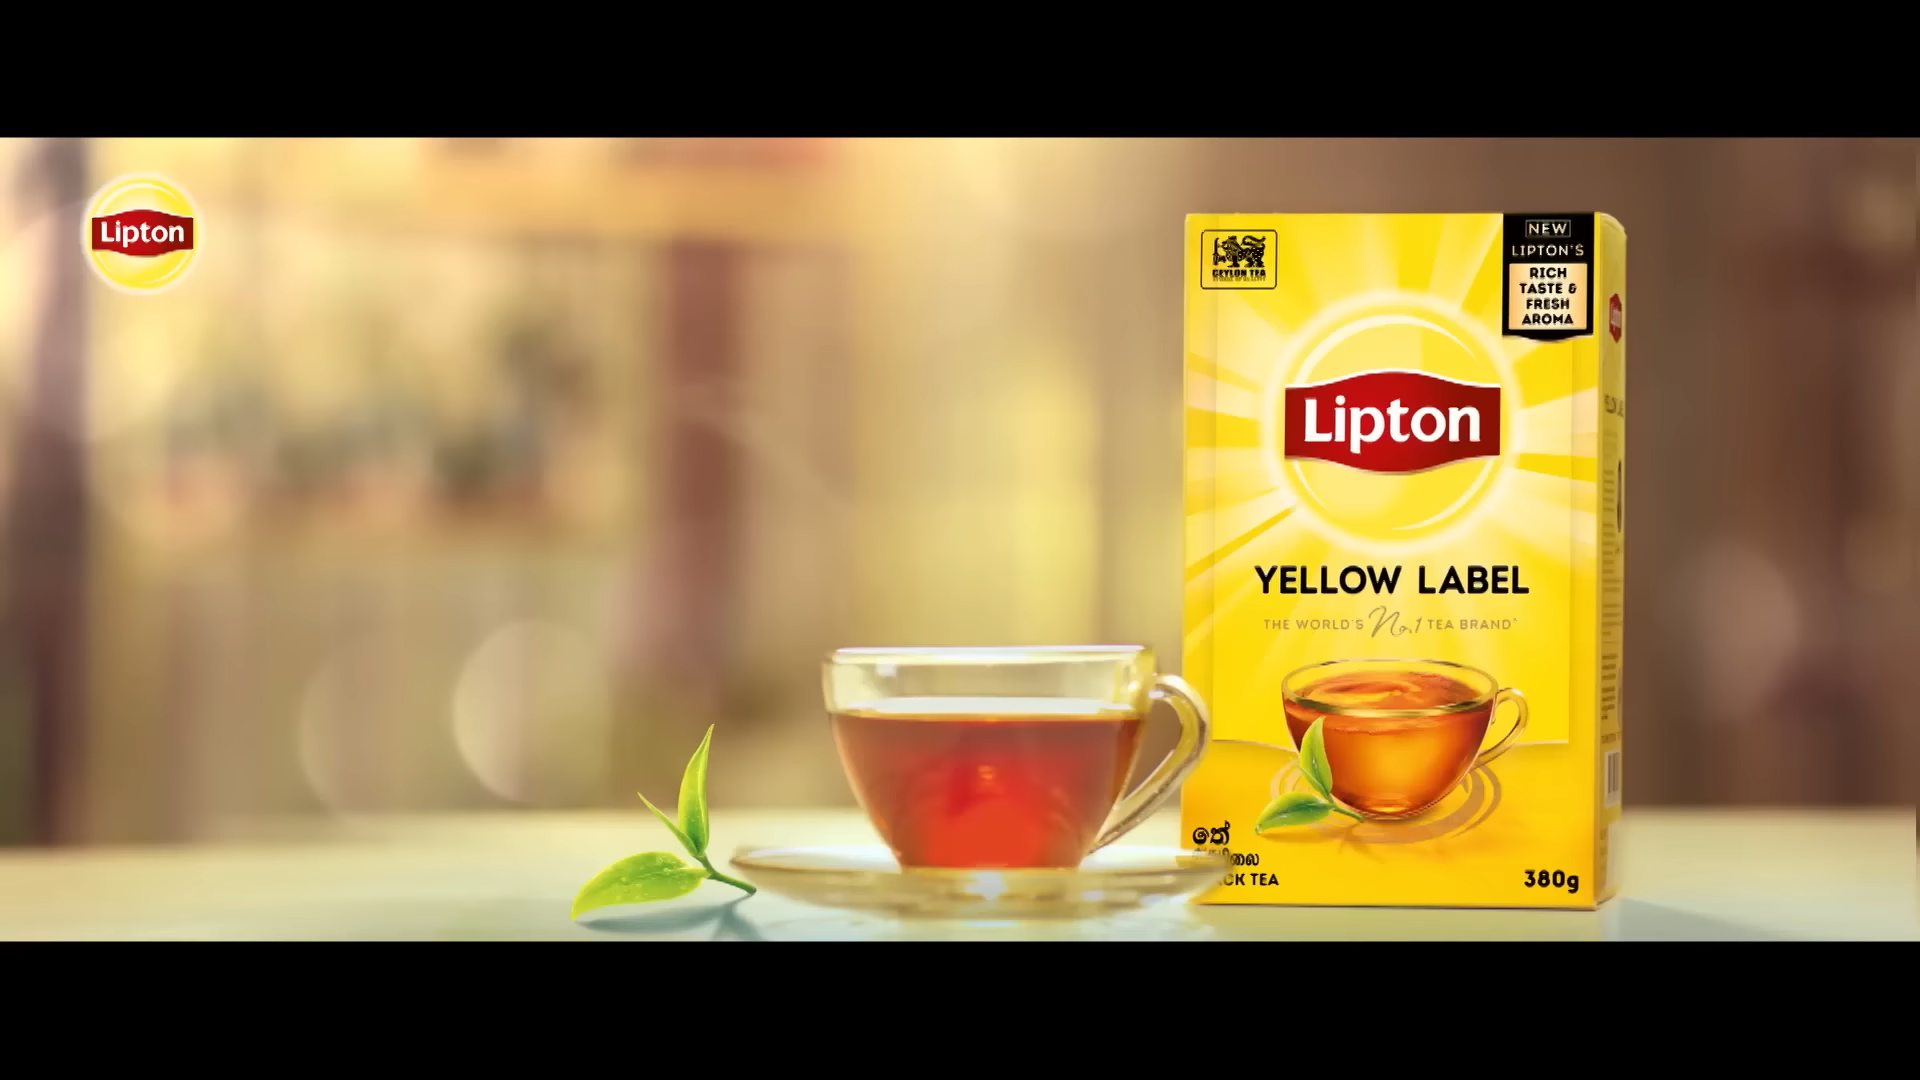 Lipton
CEYLON TEA
NEW
LIPTON'S
RICH
TASTE &
FRESH
AROMA
Lipton
YELLOW LABEL
THE WORLD'S No.1 TEA BRAND*
තේ
CK TEA
380g